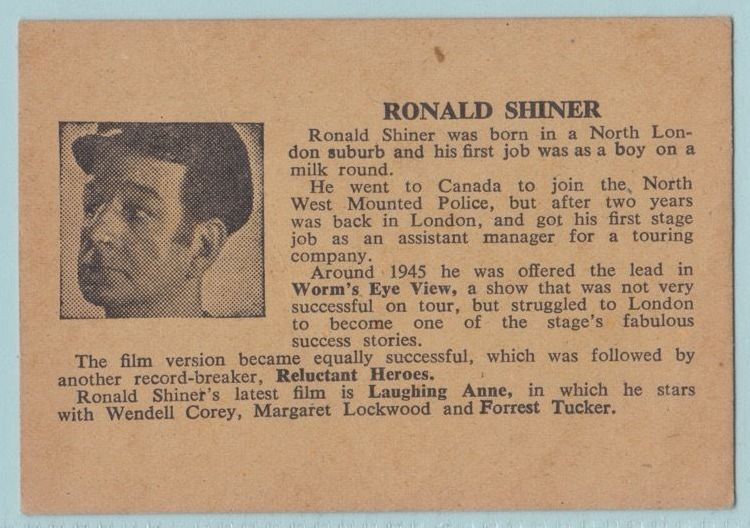 RONALD SHINER
Ronald Shiner was born in a North Lon-
don suburb and his first job was as a boy on a
milk round.
He went to Canada to join the North
West Mounted Police, but after two years
was back in London, and got his first stage
job as an assistant manager for a touring
company.
Around 1945 he was offered the lead in
Worm's Eye View, a show that was not very
successful on tour, but struggled to London
to become one of the stage's fabulous
success stories.
The film version became equally successful, which was followed by
another record-breaker, Reluctant Heroes.
Ronald Shiner's latest film is Laughing Anne, in which he stars
with Wendell Corey, Margaret Lockwood and Forrest Tucker.